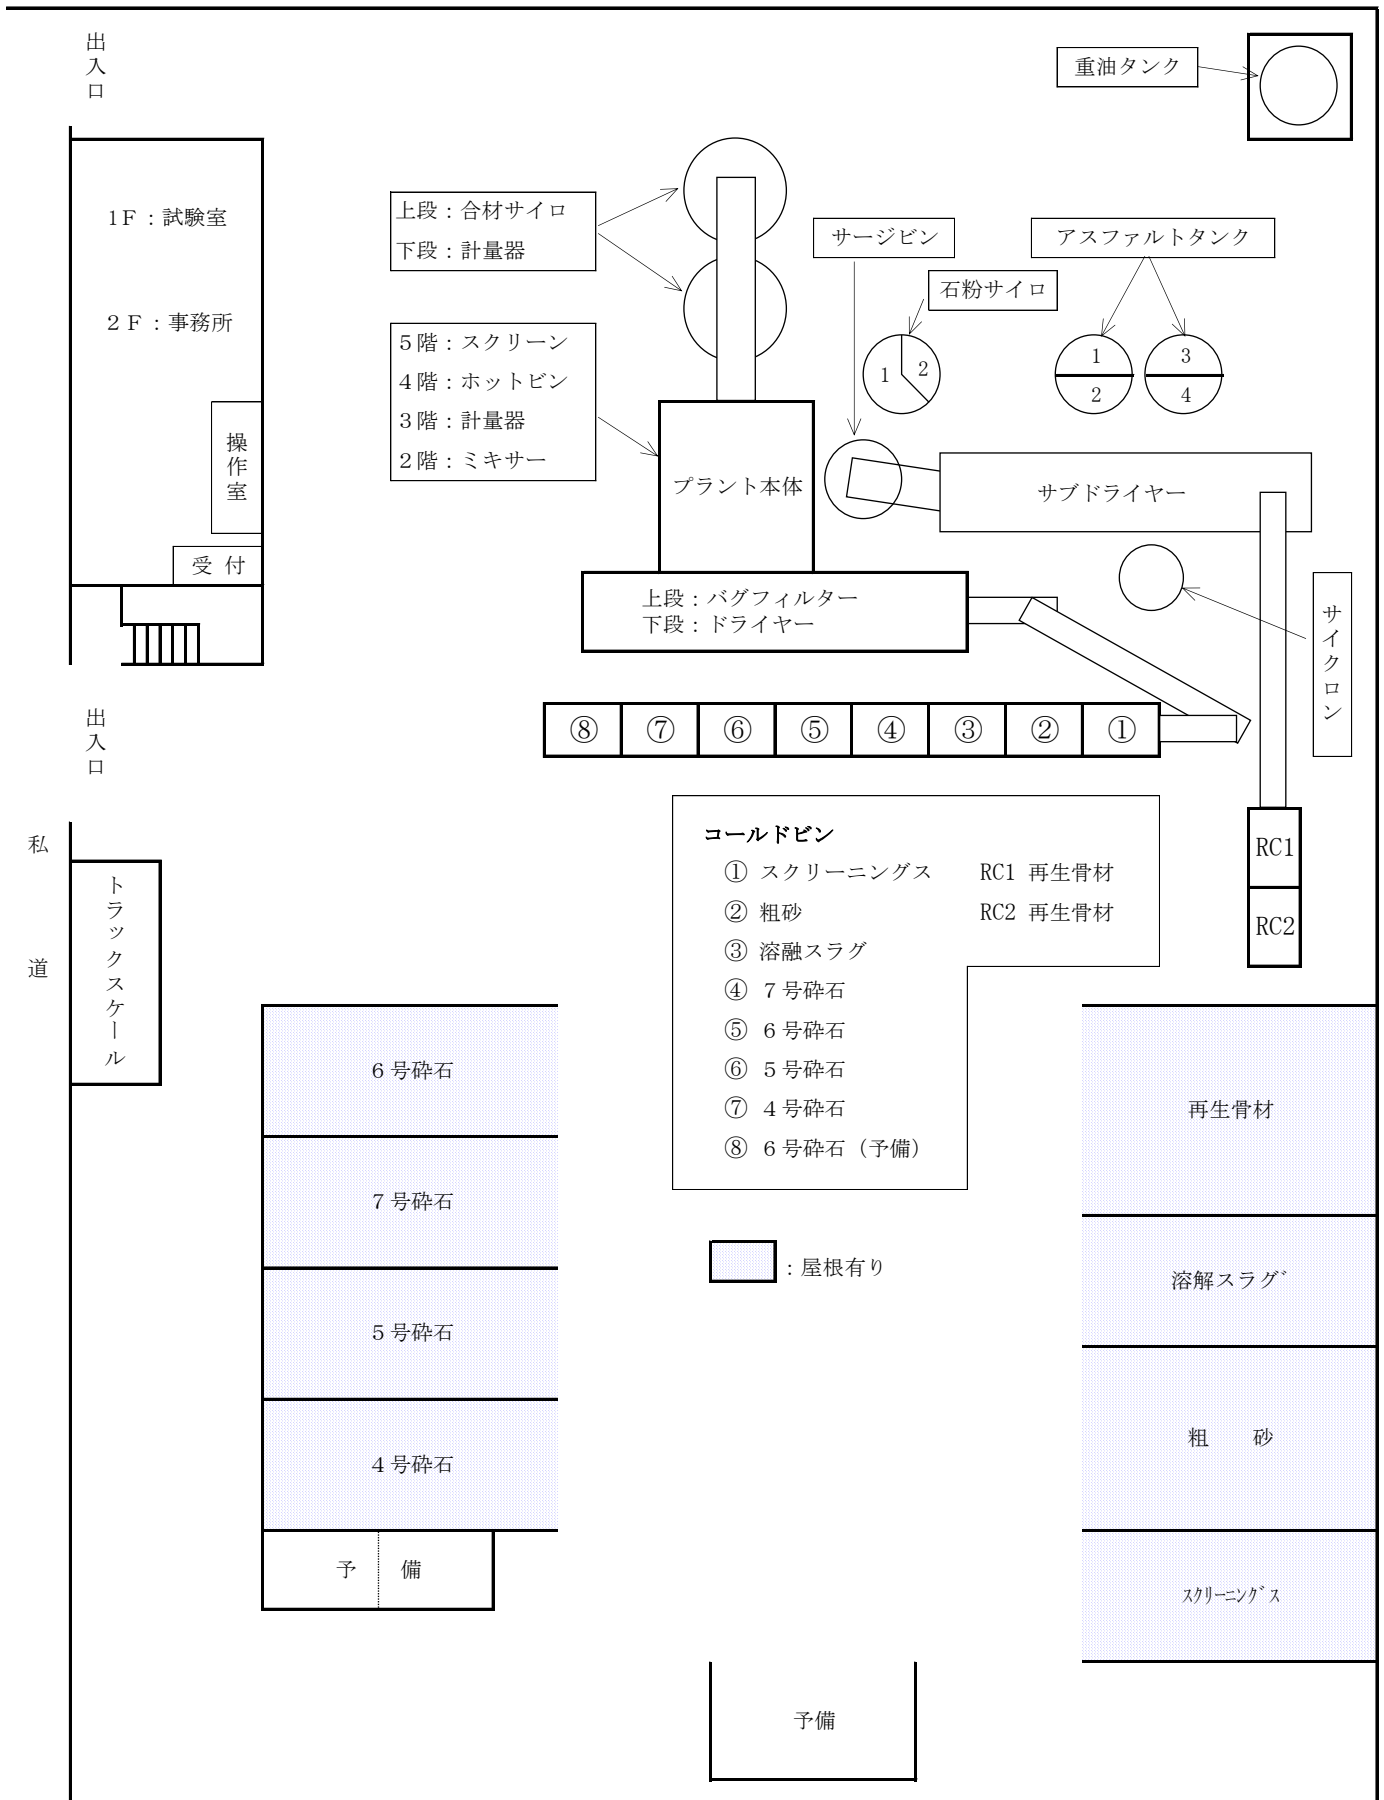 出入口
重油タンク
1F：試験室
2F：事務所
操作室
受付
上段：合材サイロ
下段：計量器
5階：スクリーン
4階：ホットビン
3階：計量器
2階：ミキサー
サージビン
石粉サイロ
1
2
アスファルトタンク
1
2
3
4
プラント本体
サブドライヤー
上段：バグフィルター
下段：ドライヤー
サイクロン
⑧ ⑦ ⑥ ⑤ ④ ③ ② ①
出入口
私道
トラックスケール
RC1
RC2
コールドビン
① スクリーニングス RC1 再生骨材
② 粗砂 RC2 再生骨材
③ 溶融スラグ
④ 7号砕石
⑤ 6号砕石
⑥ 5号砕石
⑦ 4号砕石
⑧ 6号砕石（予備）
：屋根有り
6号砕石
7号砕石
5号砕石
4号砕石
予備
再生骨材
溶解スラグﾞ
粗 砂
ｽｸﾘｰﾆﾝｸﾞｽ
予備